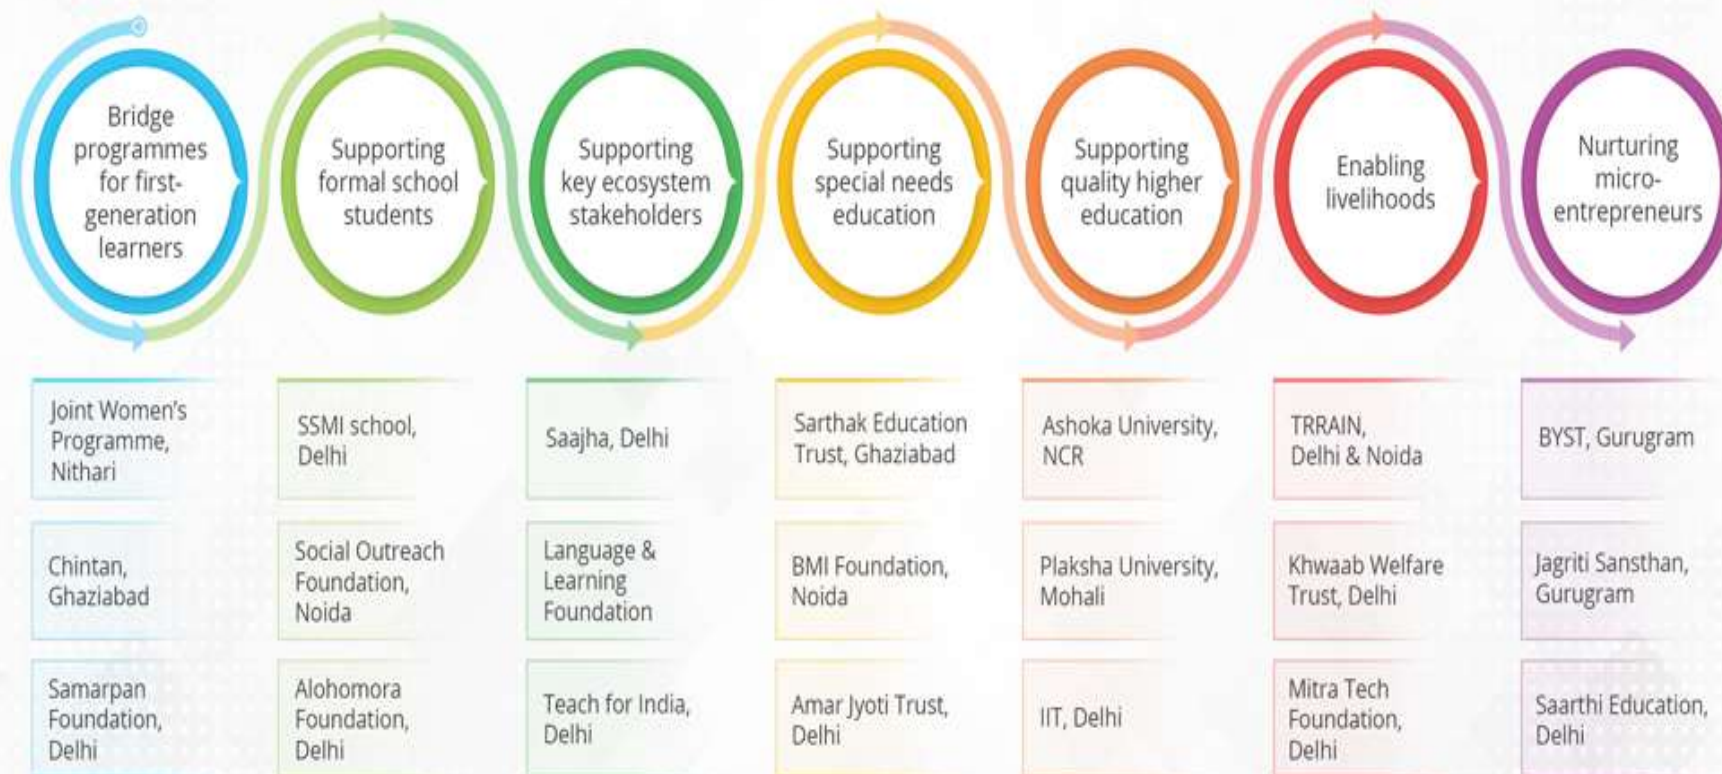 Bridge
programmes
for first-
generation
learners
Supporting
formal school
students
Supporting
key ecosystem
stakeholders
Supporting
special needs
education
Supporting
quality higher
education
Enabling
livelihoods
Nurturing
micro-
entrepreneurs
Joint Women's
Programme,
Nithari
SSMI school,
Delhi
Saajha, Delhi
Sarthak Education
Trust, Ghaziabad
Ashoka University,
NCR
TRRAIN,
Delhi & Noida
BYST, Gurugram
Chintan,
Ghaziabad
Social Outreach
Foundation,
Noida
Language &
Learning
Foundation
BMI Foundation,
Noida
Plaksha University,
Mohali
Khwaab Welfare
Trust, Delhi
Jagriti Sansthan,
Gurugram
Samarpan
Foundation,
Delhi
Alohomora
Foundation,
Delhi
Teach for India,
Delhi
Amar Jyoti Trust,
Delhi
IIT, Delhi
Mitra Tech
Foundation,
Delhi
Saarthi Education,
Delhi